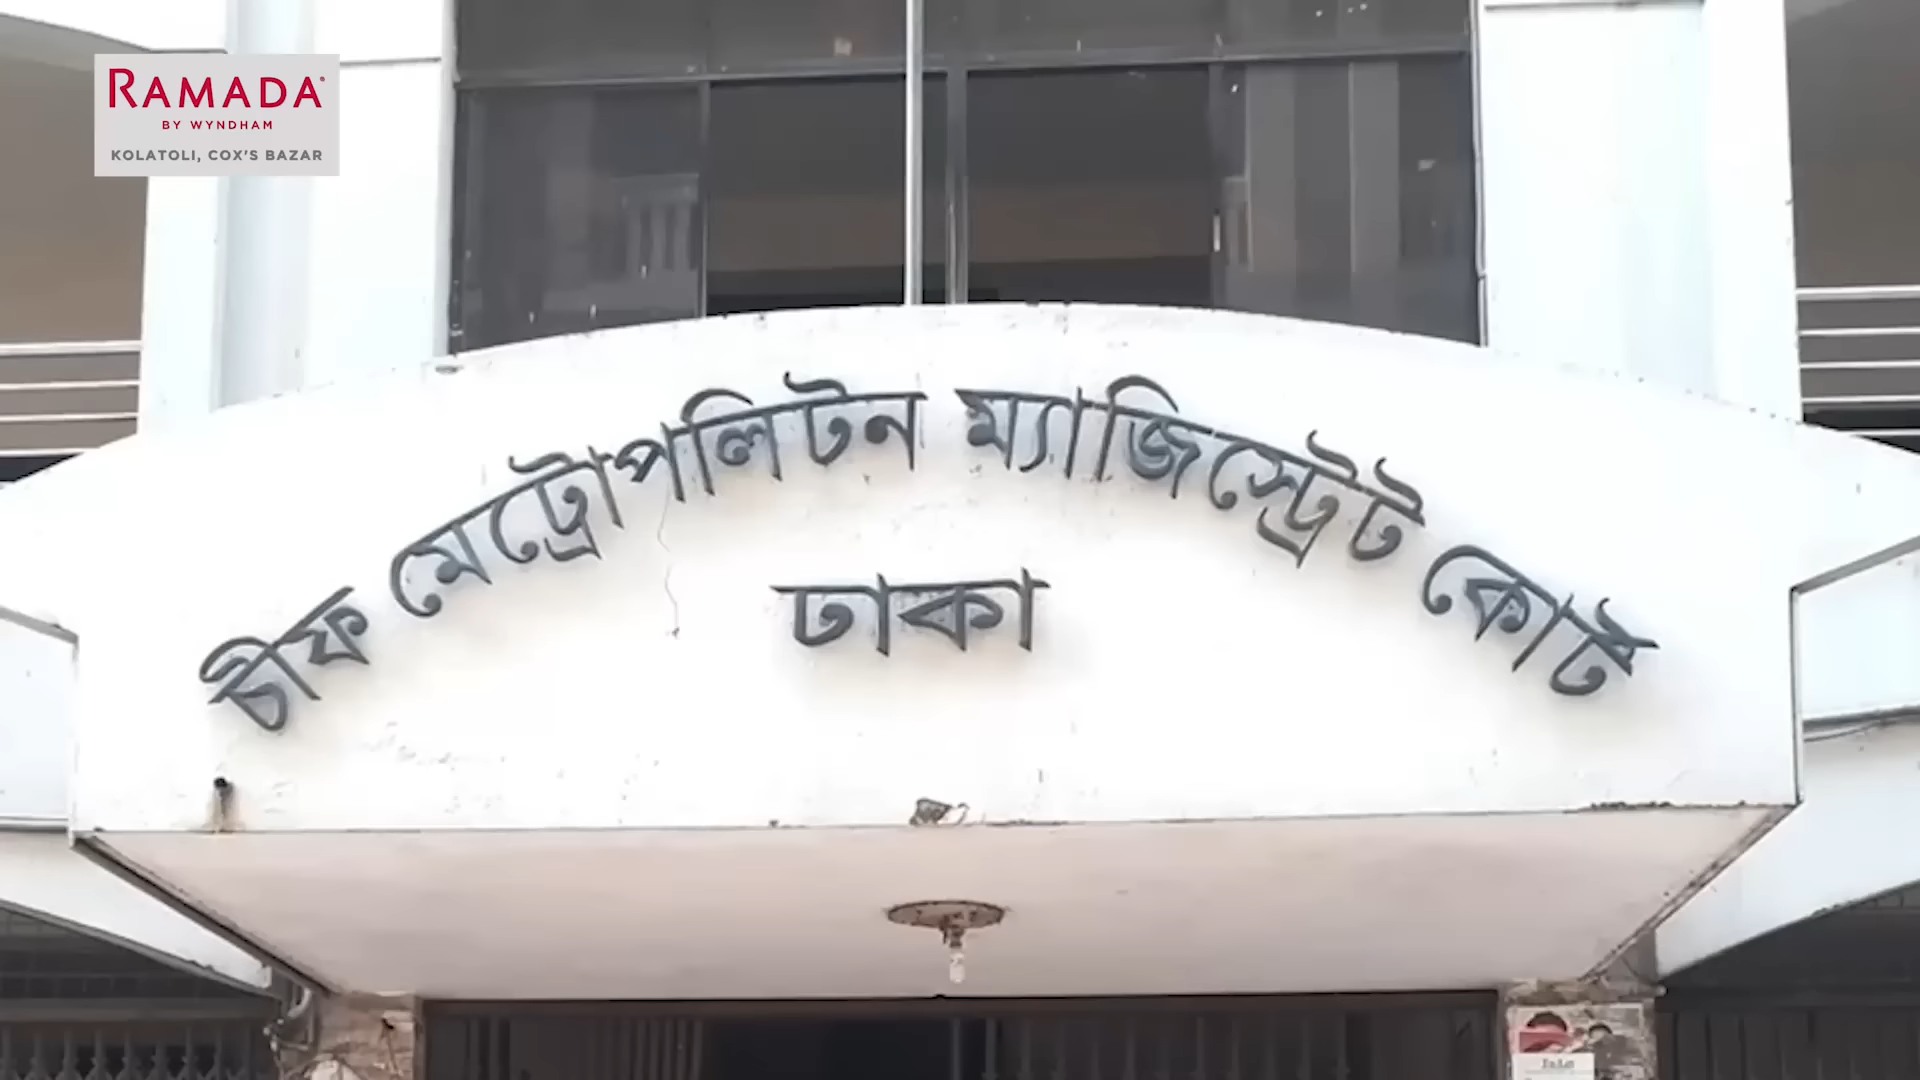 RAMADA
BY WYNDHAM
KOLATOLI, COX'S BAZAR
চীফ মেট্রোপলিটন ম্যাজিস্ট্রেট কোর্ট
ঢাকা